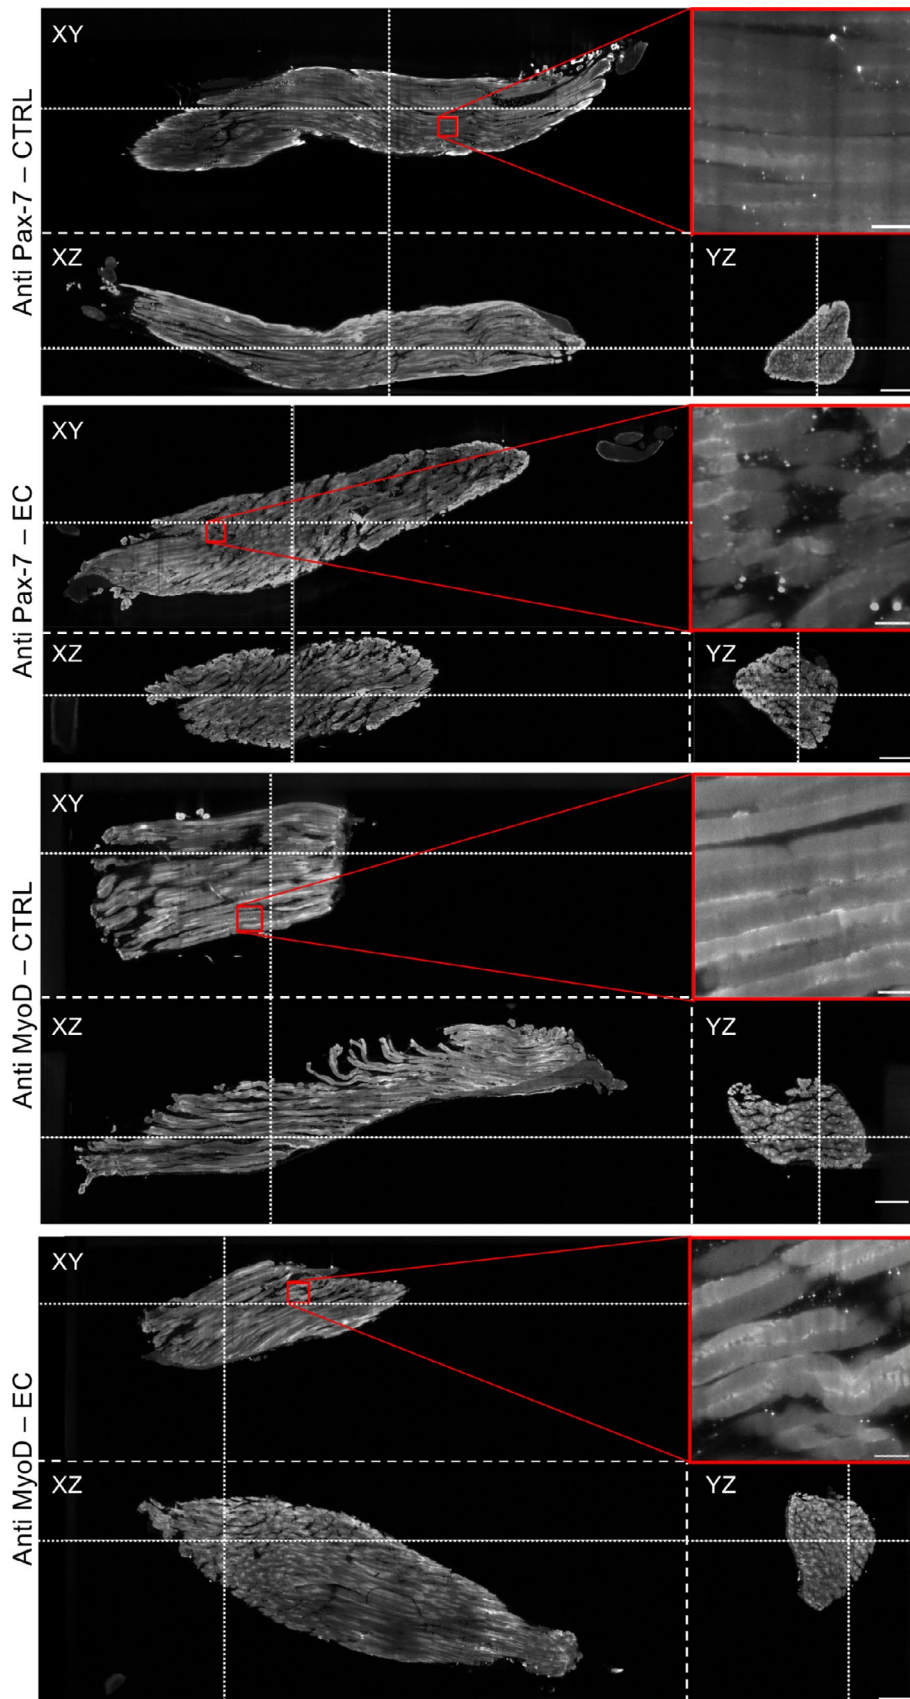 Anti Pax-7 – CTRL
XY
XZ
YZ
Anti Pax-7 – EC
XY
XZ
YZ
Anti MyoD – CTRL
XY
XZ
YZ
Anti MyoD – EC
XY
XZ
YZ